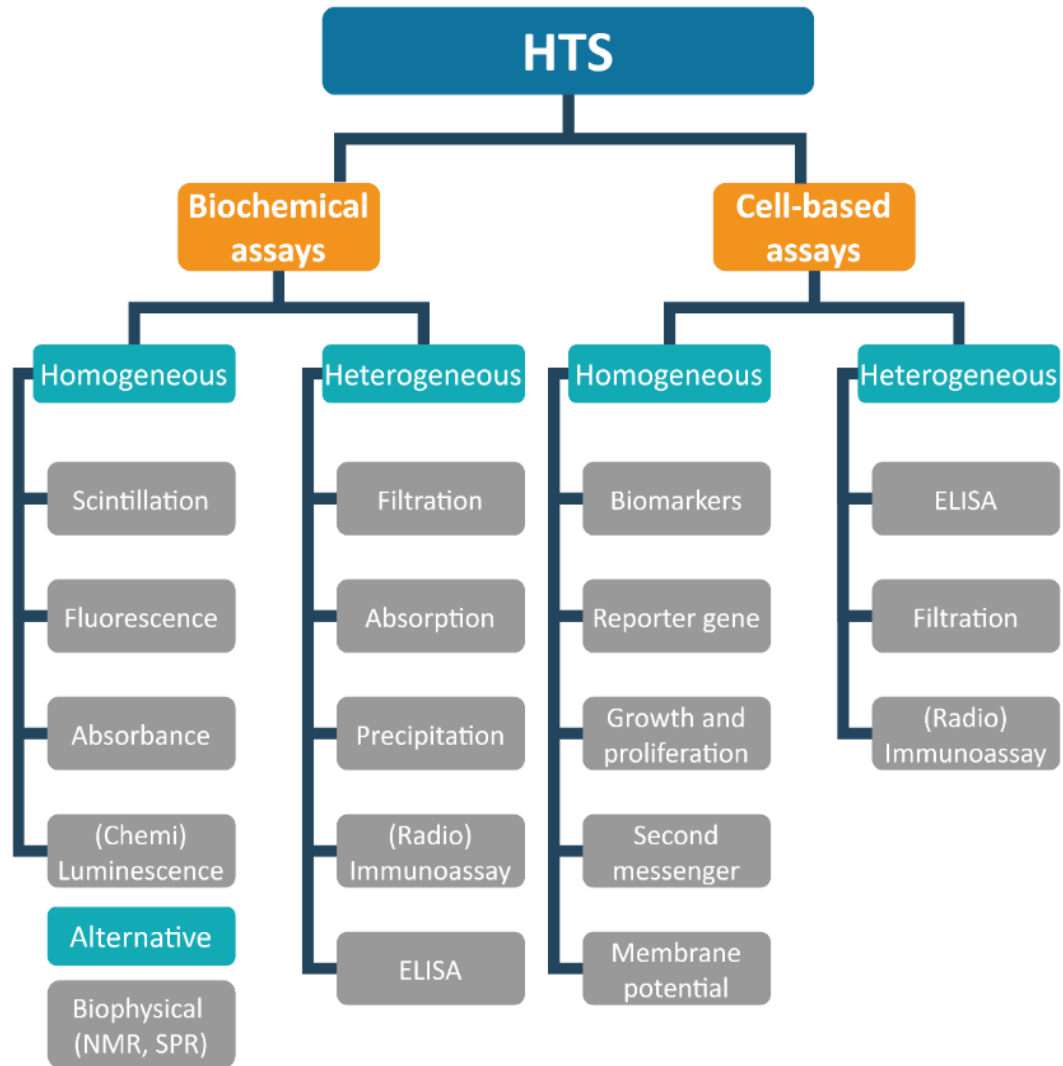 HTS
Biochemical
assays
Cell-based
assays
Homogeneous
Heterogeneous
Homogeneous
Heterogeneous
Scintillation
Fluorescence
Absorbance
(Chemi)
Luminescence
Alternative
Biophysical
(NMR, SPR)
Filtration
Absorption
Precipitation
(Radio)
Immunoassay
ELISA
Biomarkers
Reporter gene
Growth and
proliferation
Second
messenger
Membrane
potential
ELISA
Filtration
(Radio)
Immunoassay